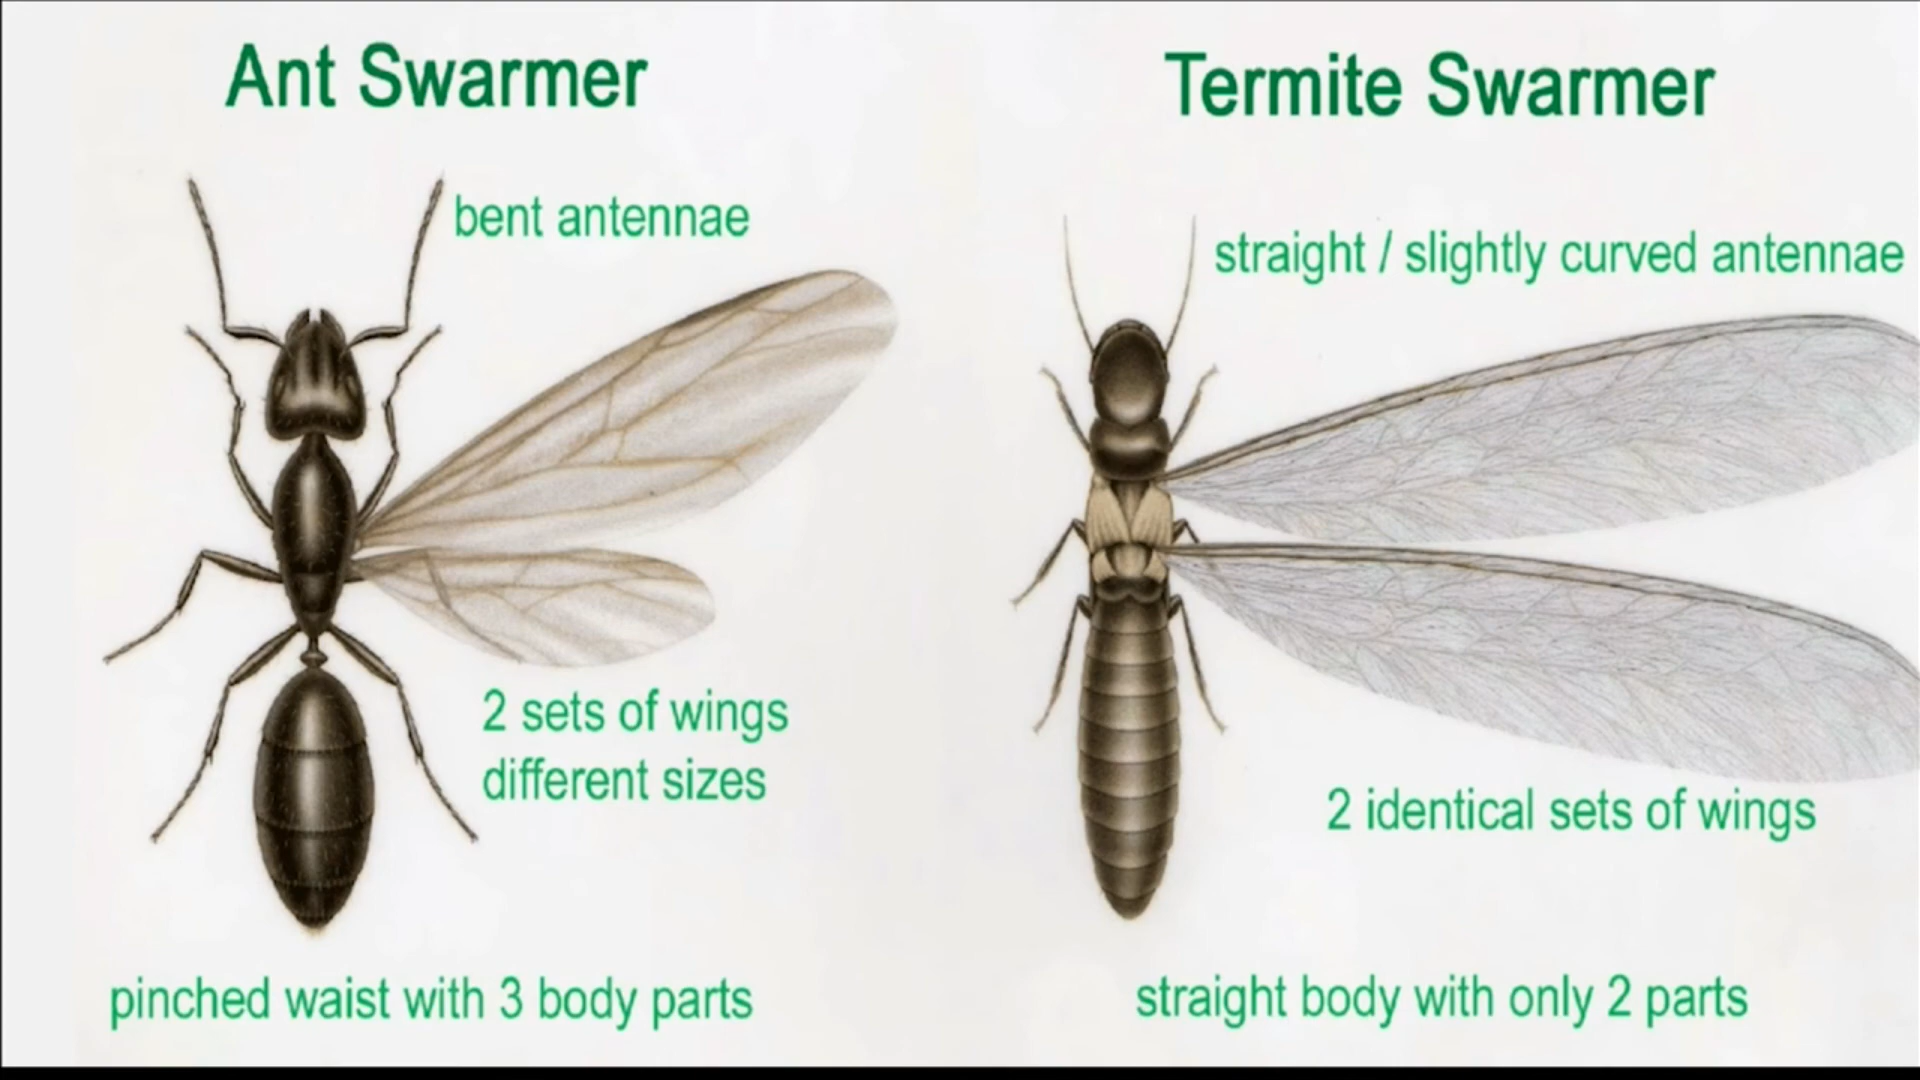 Ant Swarmer
bent antennae
2 sets of wings
different sizes
pinched waist with 3 body parts
Termite Swarmer
straight / slightly curved antennae
2 identical sets of wings
straight body with only 2 parts